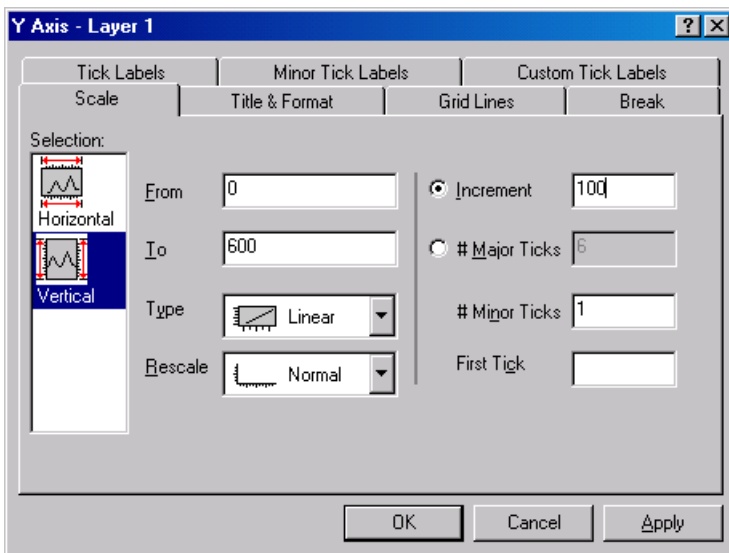 Y Axis - Layer 1
Tick Labels
Minor Tick Labels
Custom Tick Labels
Scale
Title & Format
Grid Lines
Break
Selection:
Horizontal
Vertical
From 0
To 600
Type Linear
Rescale Normal
Increment 100
# Major Ticks 6
# Minor Ticks 1
First Tick
OK
Cancel
Apply